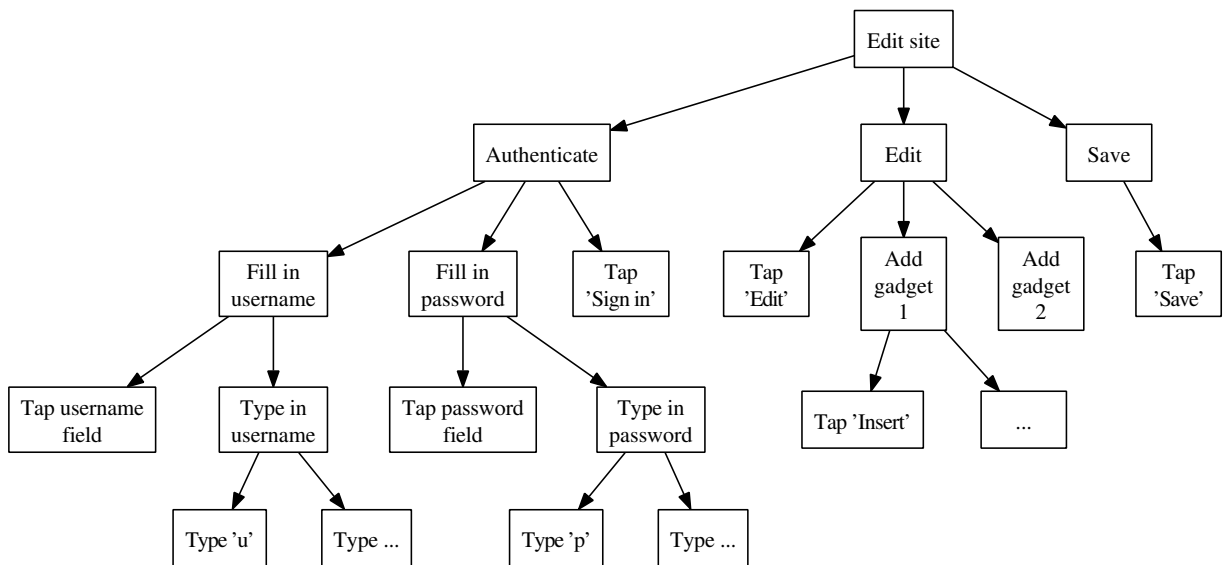 Edit site
Authenticate
Edit
Save
Fill in
username
Fill in
password
Tap
'Sign in'
Tap
'Edit'
Add
gadget
1
Add
gadget
2
Tap
'Save'
Tap username
field
Type in
username
Tap password
field
Type in
password
Tap 'Insert'
...
Type 'u'
Type ...
Type 'p'
Type ...